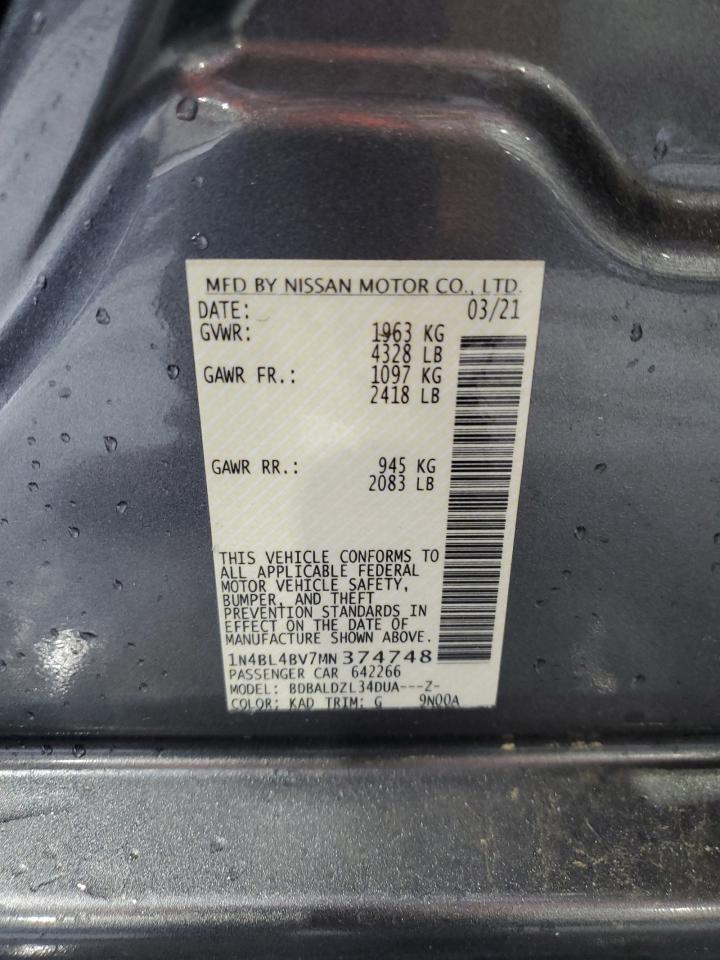 MFD BY NISSAN MOTOR CO., LTD.
DATE: 03/21
GVWR: 1963 KG
4328 LB
GAWR FR.: 1097 KG
2418 LB
GAWR RR.: 945 KG
2083 LB
THIS VEHICLE CONFORMS TO
ALL APPLICABLE FEDERAL
MOTOR VEHICLE SAFETY,
BUMPER, AND THEFT
PREVENTION STANDARDS IN
EFFECT ON THE DATE OF
MANUFACTURE SHOWN ABOVE.
1N4BL4BV7MN374748
PASSENGER CAR 642266
MODEL: BDBALDZL34DUA---Z-
COLOR: KAD TRIM: G 9N00A